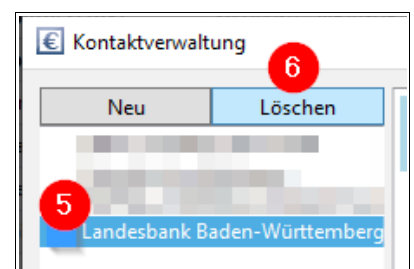 Kontaktverwaltung
6
Neu Löschen
5
Landesbank Baden-Württemberg